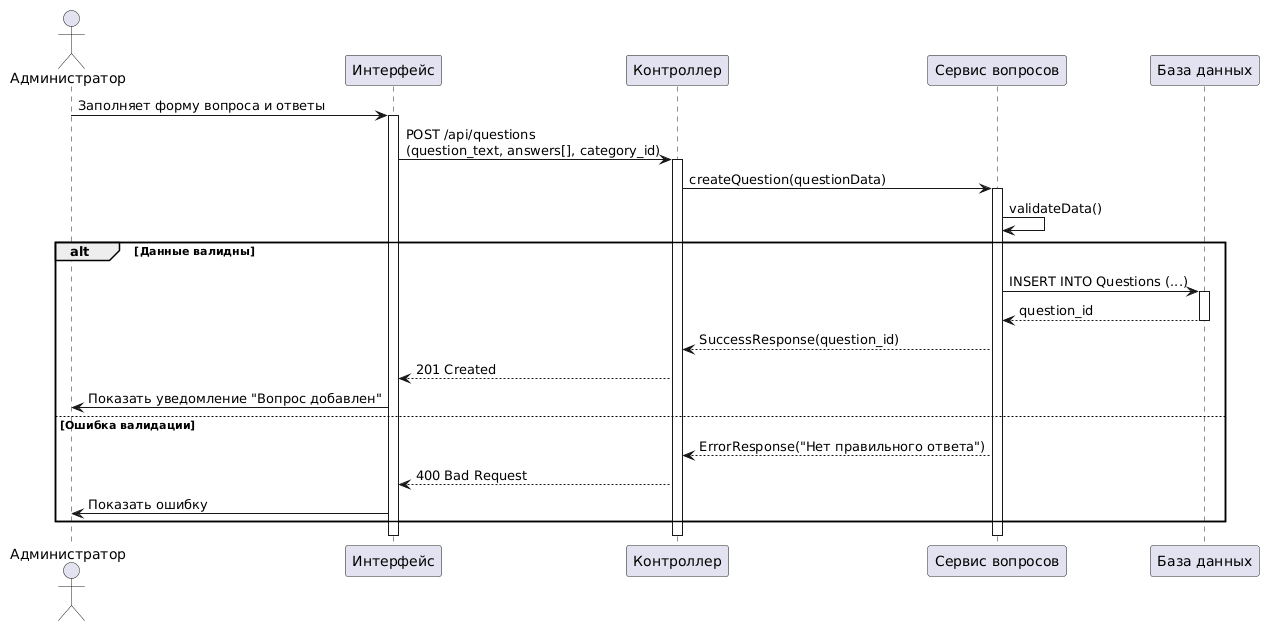 Администратор
Интерфейс
Контроллер
Сервис вопросов
База данных
Заполняет форму вопроса и ответы
POST /api/questions
(question_text, answers[], category_id)
createQuestion(questionData)
validateData()
alt
[Данные валидны]
INSERT INTO Questions (...)
question_id
SuccessResponse(question_id)
201 Created
Показать уведомление "Вопрос добавлен"
[Ошибка валидации]
ErrorResponse("Нет правильного ответа")
400 Bad Request
Показать ошибку
Администратор
Интерфейс
Контроллер
Сервис вопросов
База данных